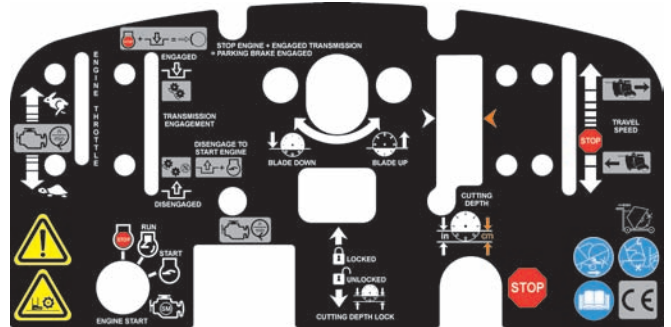 STOP
STOP ENGINE + ENGAGED TRANSMISSION
= PARKING BRAKE ENGAGED
ENGINE THROTTLE
ENGAGED
TRANSMISSION
ENGAGEMENT
DISENGAGE TO
START ENGINE
DISENGAGED
BLADE DOWN
BLADE UP
TRAVEL
SPEED
STOP
CUTTING
DEPTH
in
cm
RUN
STOP
START
SM
ENGINE START
LOCKED
UNLOCKED
CUTTING DEPTH LOCK
STOP
CE